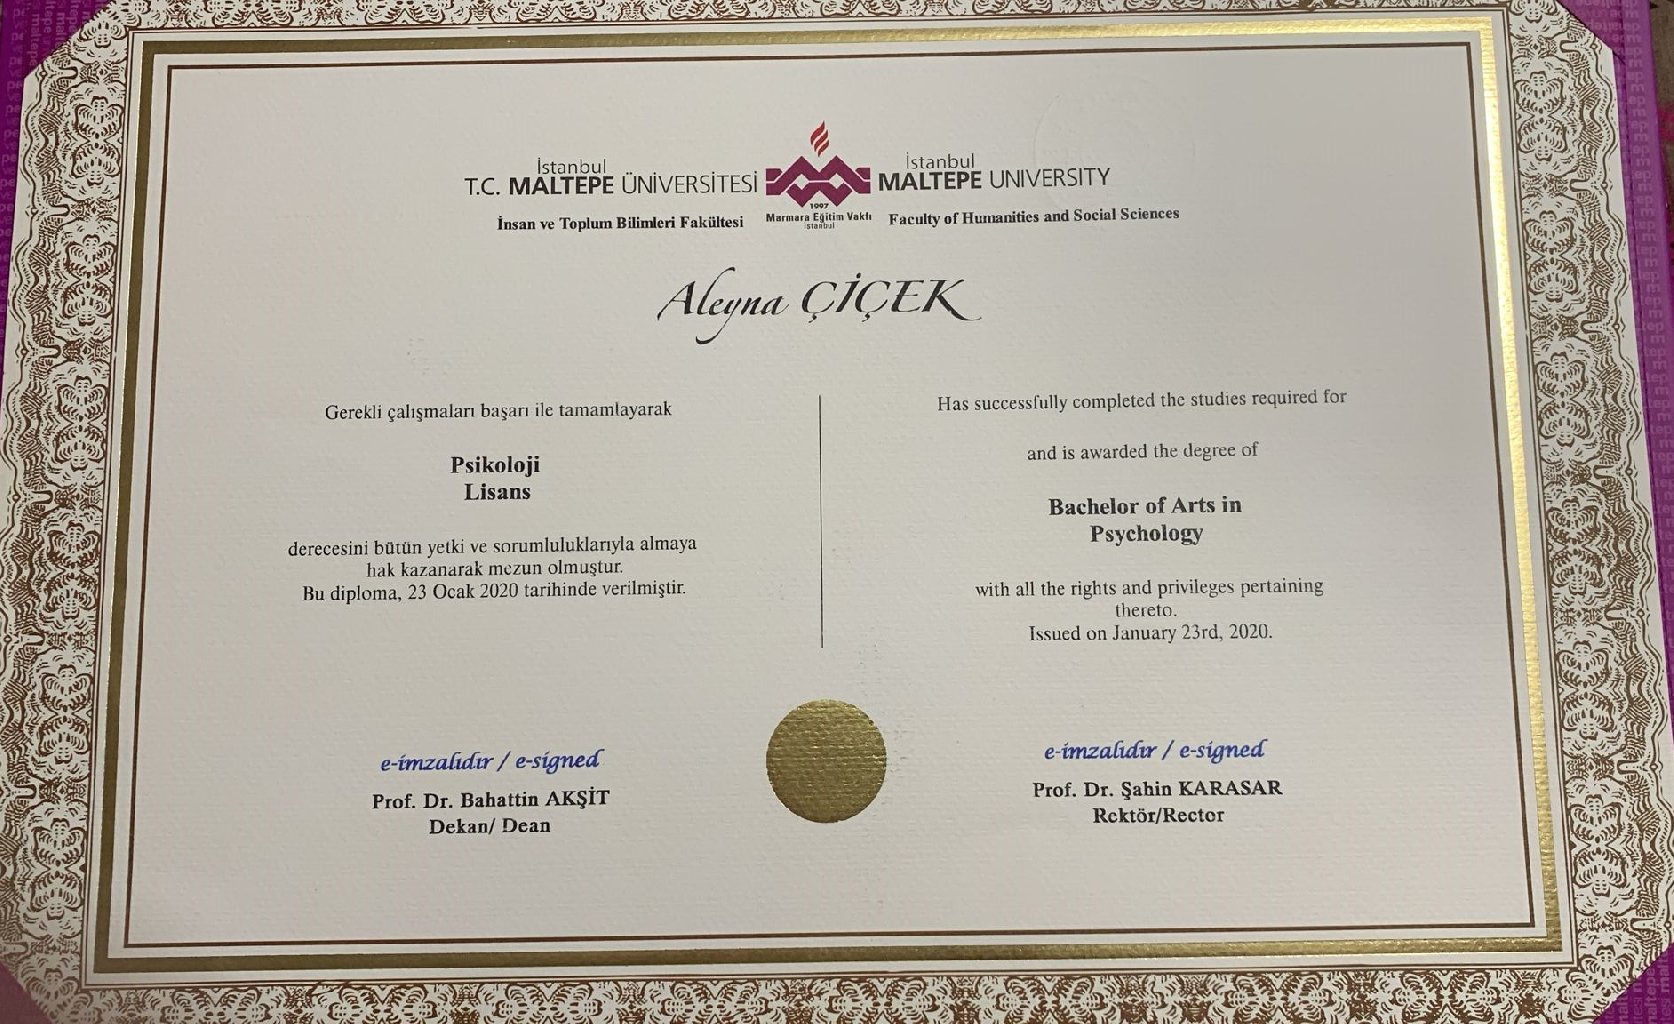 İstanbul
T.C. MALTEPE ÜNİVERSİTESİ
İnsan ve Toplum Bilimleri Fakültesi
1997
Marmara Eğitim Vakfı
İstanbul
İstanbul
MALTEPE UNIVERSITY
Faculty of Humanities and Social Sciences
Aleyna ÇİÇEK
Gerekli çalışmaları başarı ile tamamlayarak
Psikoloji
Lisans
derecesini bütün yetki ve sorumluluklarıyla almaya
hak kazanarak mezun olmuştur.
Bu diploma, 23 Ocak 2020 tarihinde verilmiştir.
Has successfully completed the studies required for
and is awarded the degree of
Bachelor of Arts in
Psychology
with all the rights and privileges pertaining
thereto.
Issued on January 23rd, 2020.
e-imzalıdır / e-signed
Prof. Dr. Bahattin AKŞİT
Dekan/ Dean
e-imzalıdır / e-signed
Prof. Dr. Şahin KARASAR
Rektör/Rector